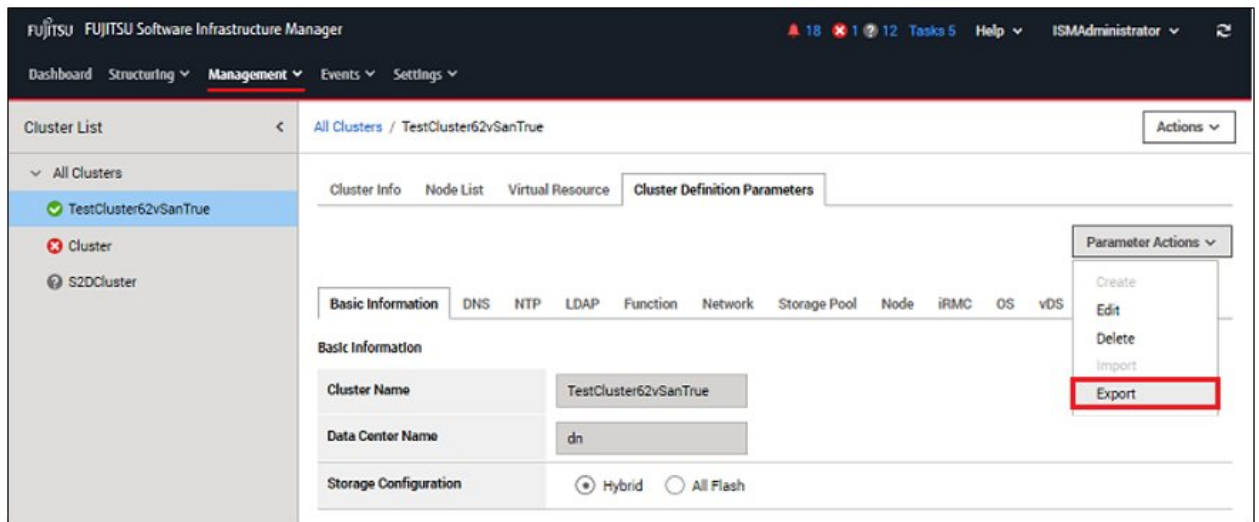 FUJITSU FUJITSU Software Infrastructure Manager 18 1 12 Tasks 5 Help ISMAdministrator
Dashboard Structuring Management Events Settings
Cluster List
All Clusters / TestCluster62vSanTrue
Actions
All Clusters
TestCluster62vSanTrue
Cluster
S2DCluster
Cluster Info Node List Virtual Resource Cluster Definition Parameters
Parameter Actions
Create
Edit
Delete
Import
Export
Basic Information DNS NTP LDAP Function Network Storage Pool Node iRMC OS vDS
Basic Information
Cluster Name TestCluster62vSanTrue
Data Center Name dn
Storage Configuration Hybrid All Flash